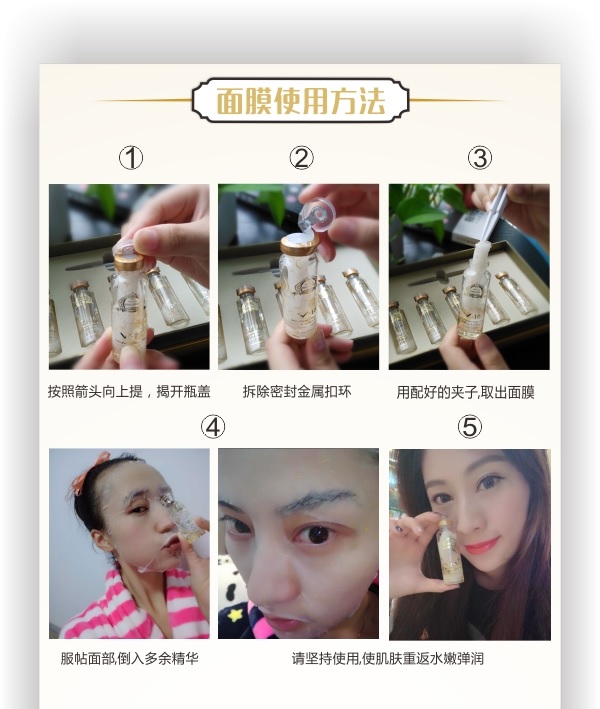 面膜使用方法
①
②
③
按照箭头向上提，揭开瓶盖
拆除密封金属扣环
用配好的夹子,取出面膜
④
⑤
服帖面部,倒入多余精华
请坚持使用,使肌肤重返水嫩弹润